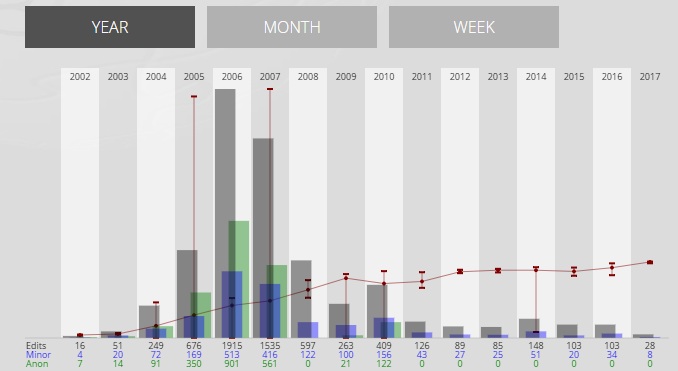 YEAR MONTH WEEK
2002 2003 2004 2005 2006 2007 2008 2009 2010 2011 2012 2013 2014 2015 2016 2017
Edits 16 51 249 676 1915 1535 597 263 409 126 89 85 148 103 103 28
Minor 4 20 72 169 513 416 122 100 156 43 27 25 51 20 34 8
Anon 7 14 91 350 901 561 0 21 122 0 0 0 0 0 0 0